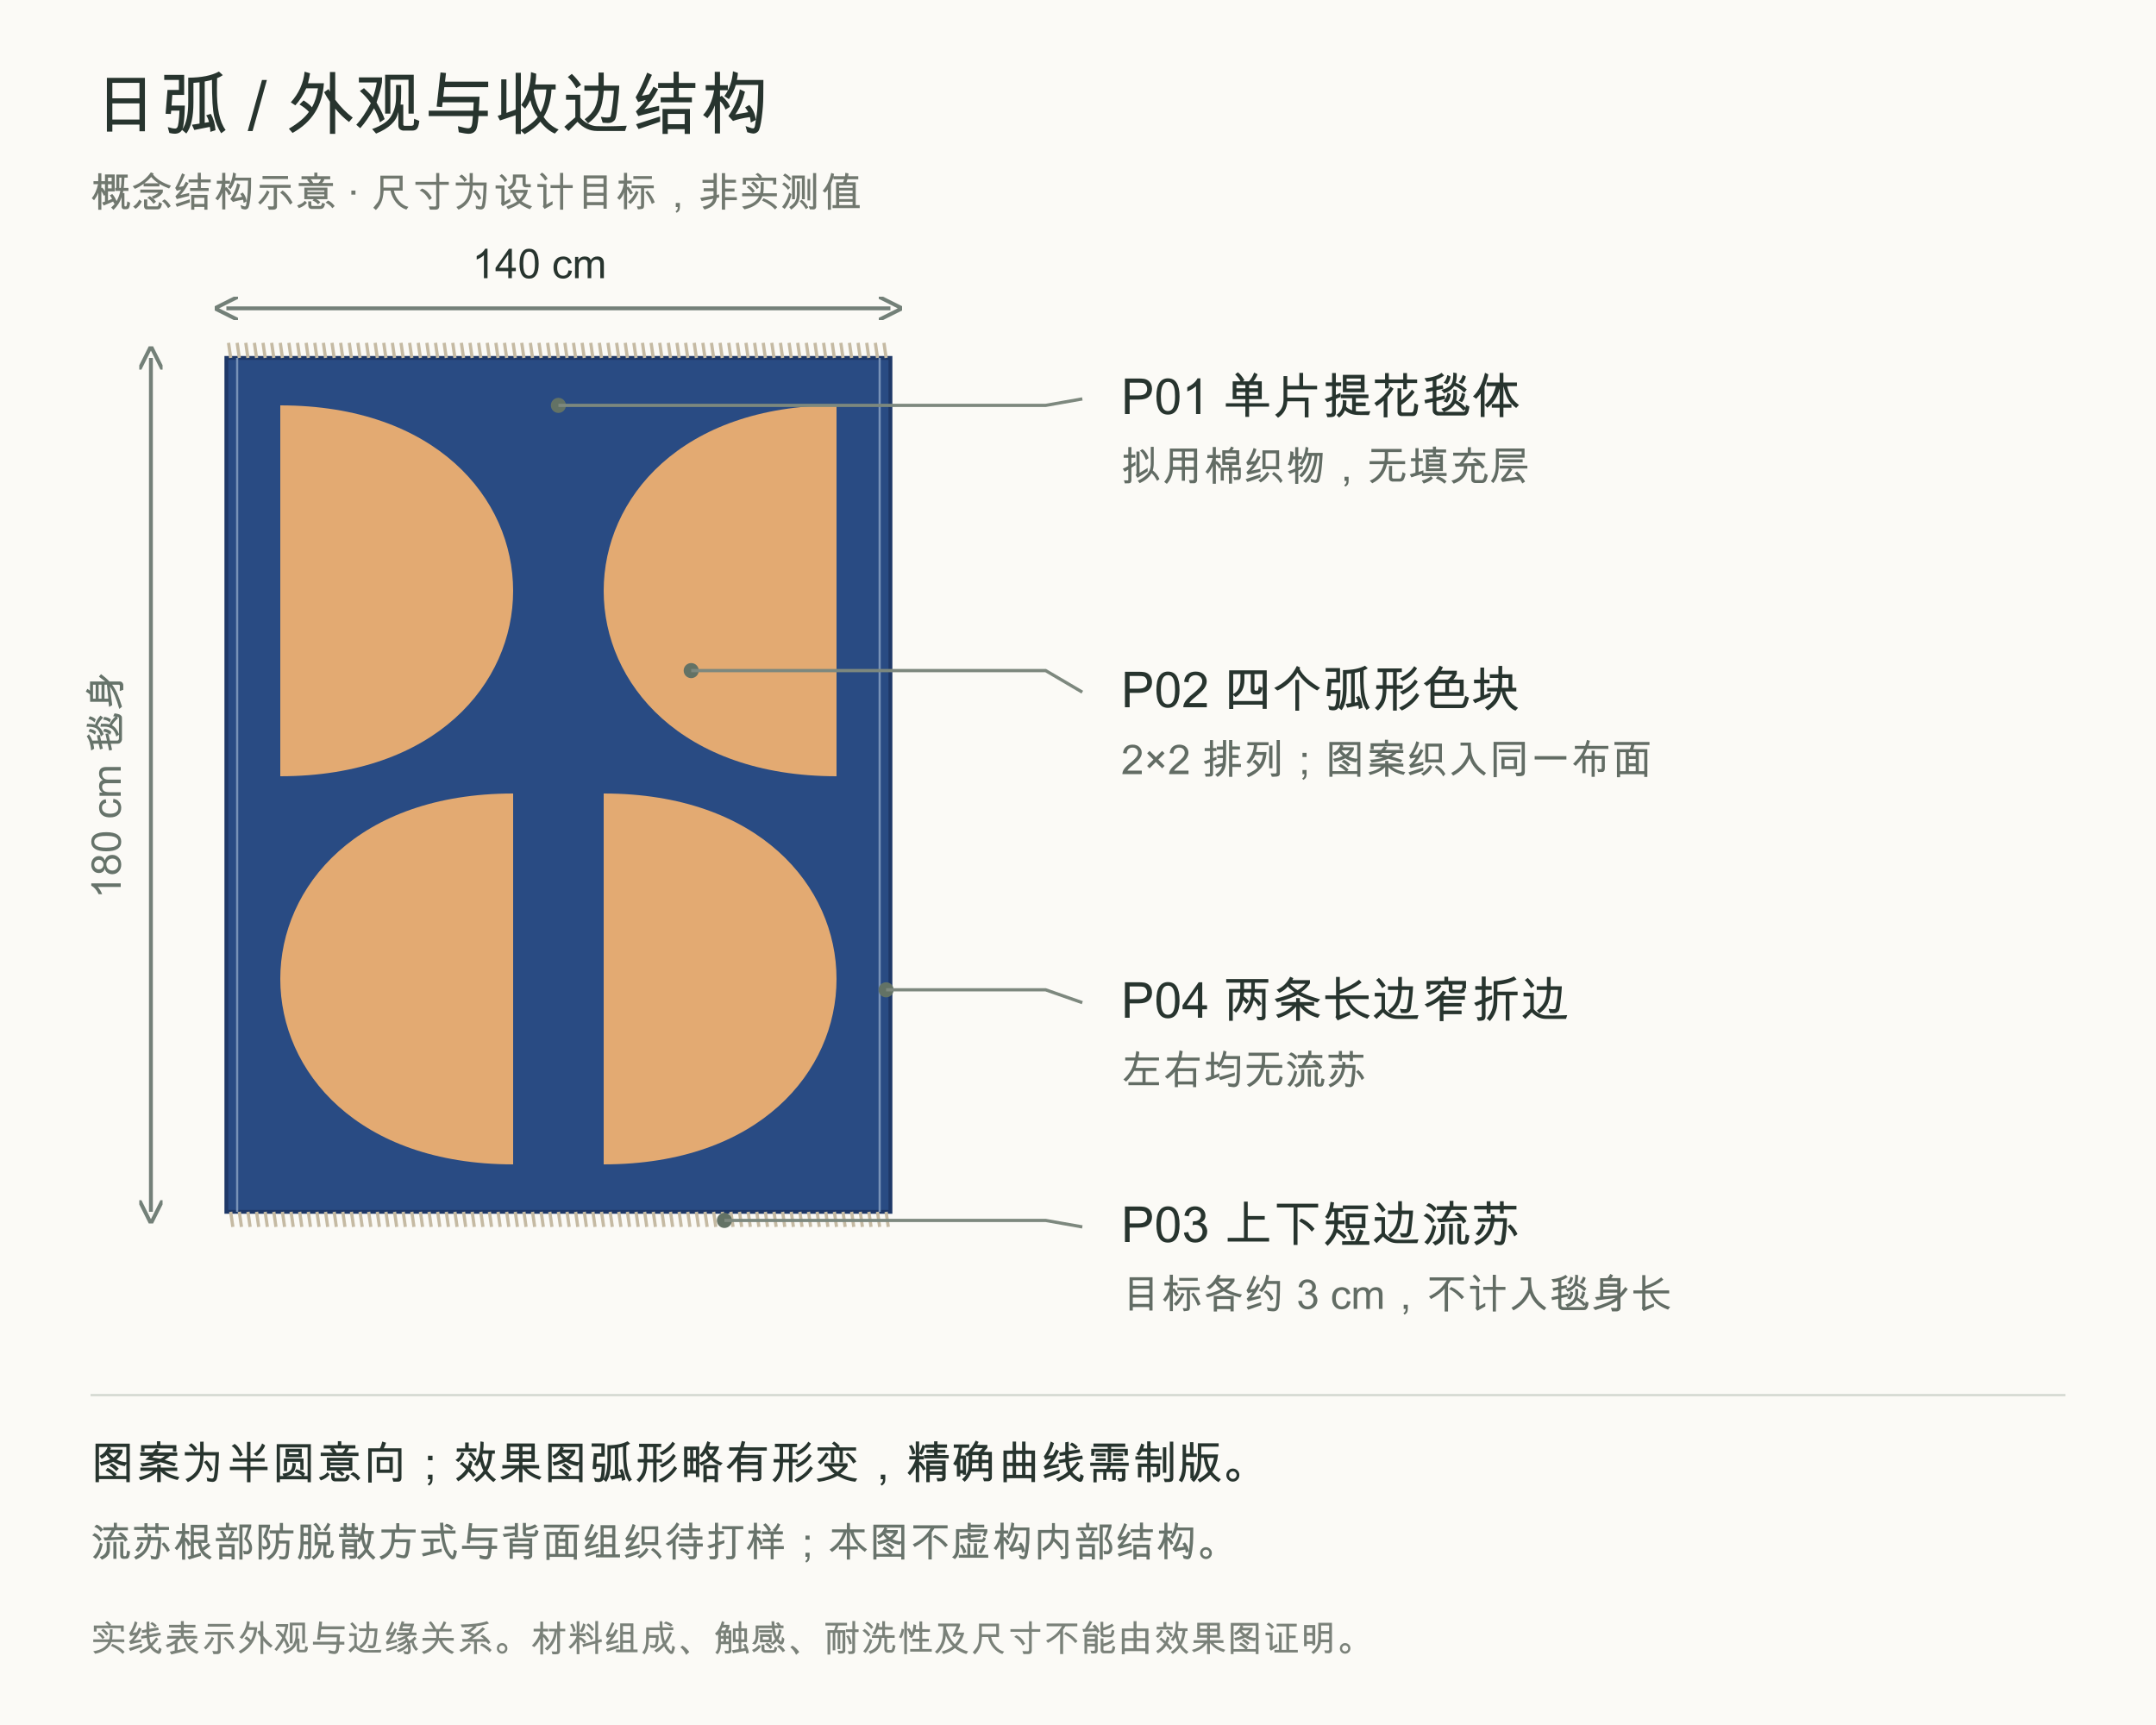 日弧 / 外观与收边结构
概念结构示意 · 尺寸为设计目标，非实测值
140 cm
180 cm 毯身
P01 单片提花毯体
拟用棉织物，无填充层
P02 四个弧形色块
2×2 排列；图案织入同一布面
P04 两条长边窄折边
左右均无流苏
P03 上下短边流苏
目标各约 3 cm，不计入毯身长
图案为半圆意向；效果图弧形略有形变，精确曲线需制版。
流苏根部防脱散方式与背面组织待打样；本图不虚构内部结构。
实线表示外观与边缘关系。材料组成、触感、耐洗性及尺寸不能由效果图证明。